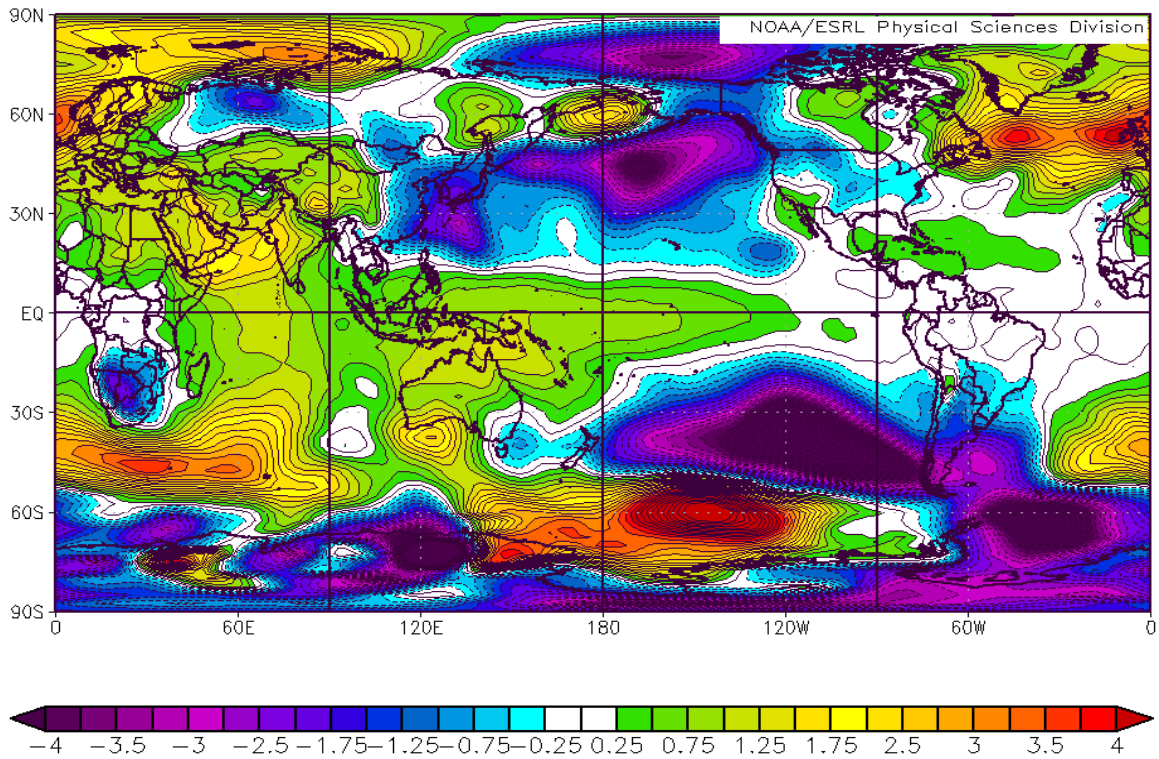 90N
NOAA/ESRL Physical Sciences Division
60N
30N
EQ
30S
60S
90S
0 60E 120E 180 120W 60W 0
−4 −3.5 −3 −2.5 −1.75 −1.25 −0.75 −0.25 0.25 0.75 1.25 1.75 2.5 3 3.5 4